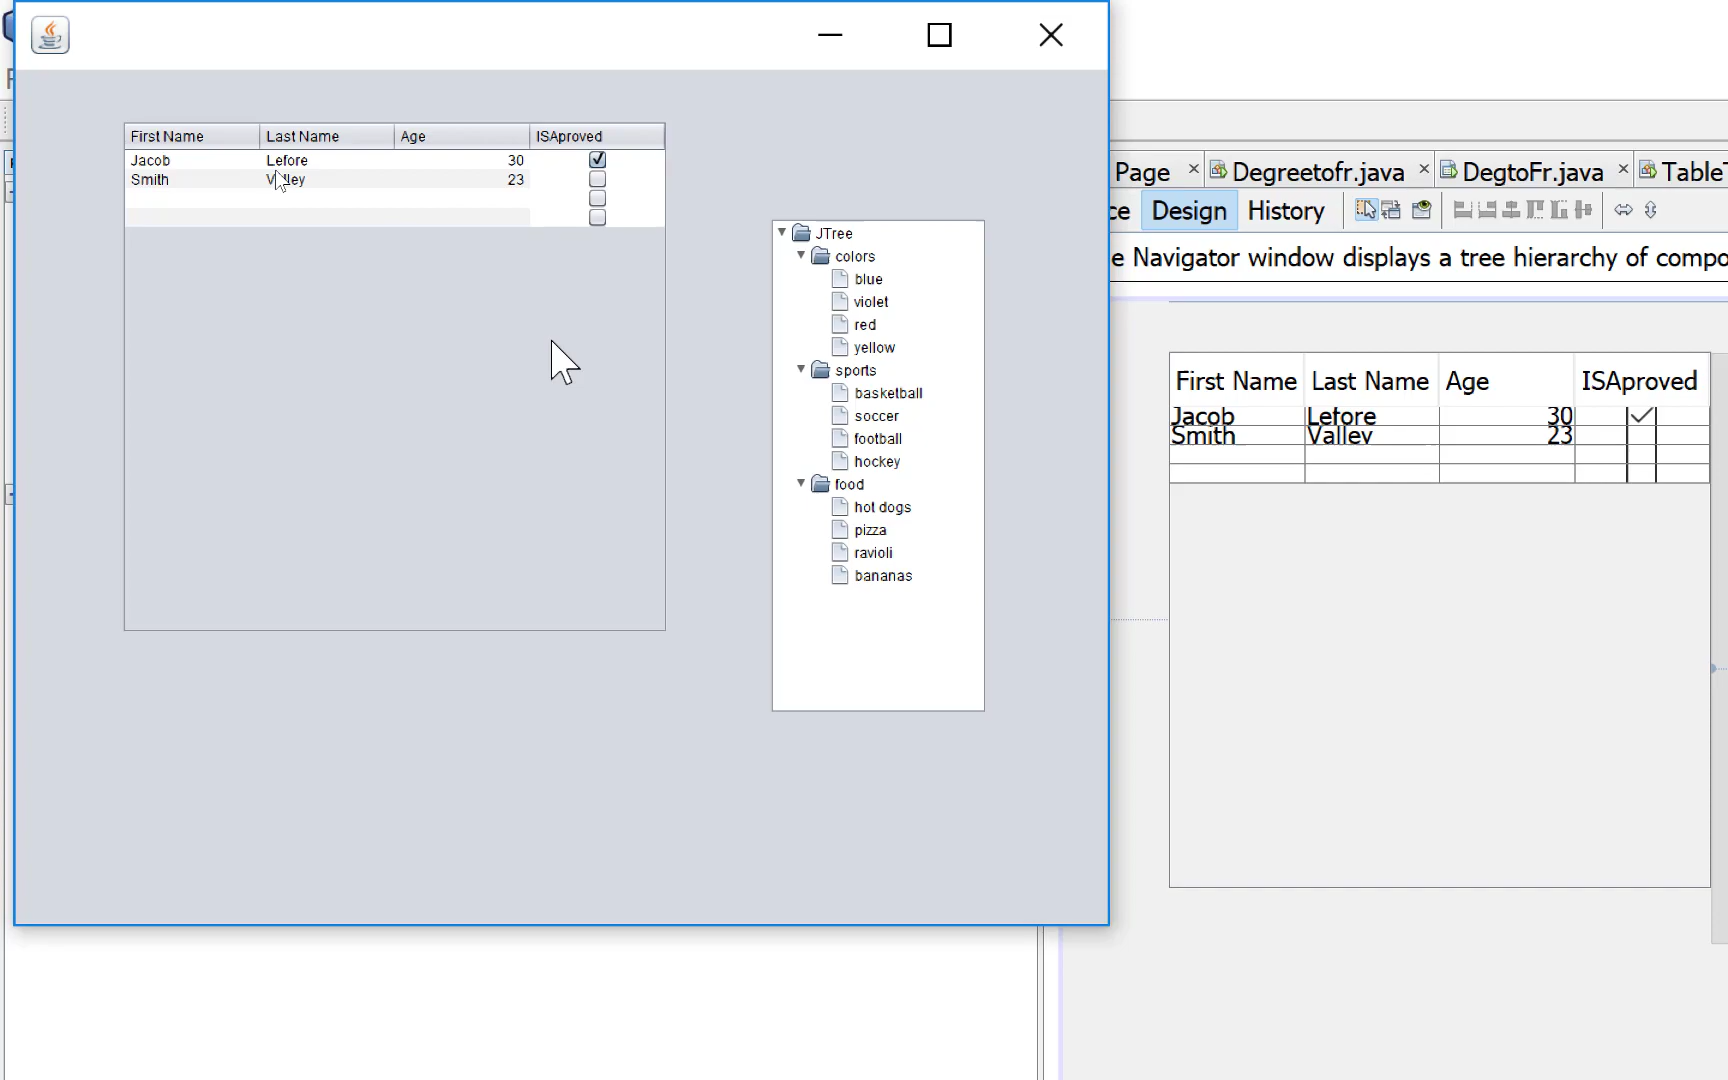 First Name Last Name Age ISAproved
Jacob Lefore 30
Smith Valley 23
JTree
colors
blue
violet
red
yellow
sports
basketball
soccer
football
hockey
food
hot dogs
pizza
ravioli
bananas
Page Degreetofr.java DegtoFr.java
Design History
Navigator window displays a tree hierarchy of
First Name Last Name Age ISAproved
Jacob Lefore 30
Smith Valley 23